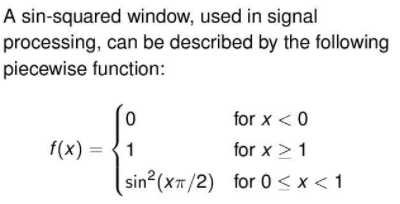 A sin-squared window, used in signal
processing, can be described by the following
piecewise function:
0 for x < 0
f(x) = { 1 for x ≥ 1
sin²(xπ/2) for 0 ≤ x < 1